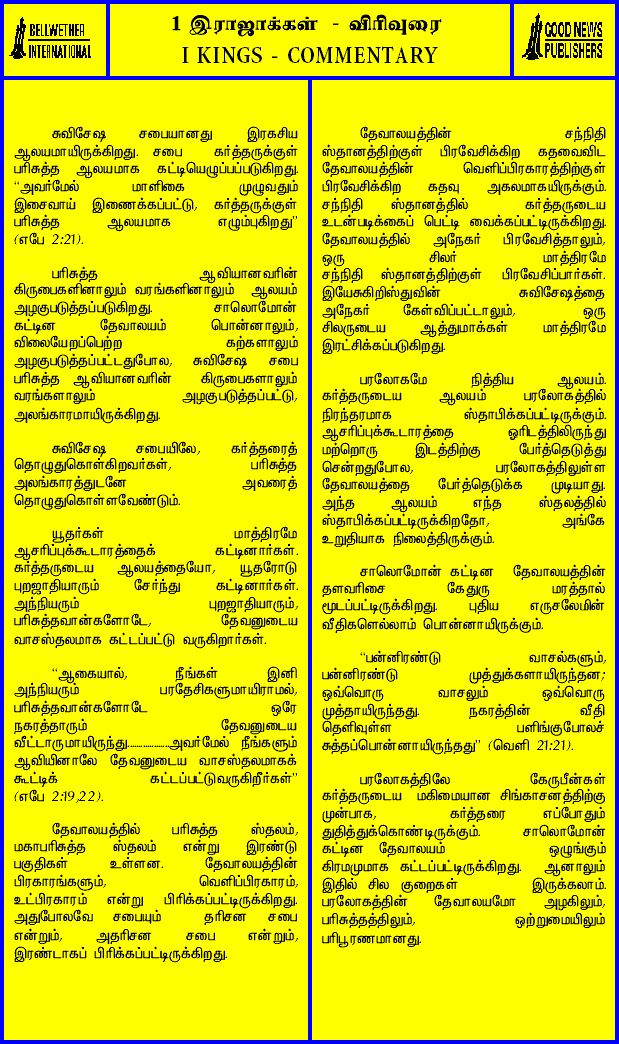 BELLWETHER
INTERNATIONAL
1 இராஜாக்கள் - விரிவுரை
I KINGS - COMMENTARY
GOOD NEWS
PUBLISHERS
சுவிசேஷ சபையானது இரகசிய
ஆலயமாயிருக்கிறது. சபை கர்த்தருக்குள்
பரிசுத்த ஆலயமாக கட்டியெழுப்பப்படுகிறது.
“அவர்மேல் மாளிகை முழுவதும்
இசைவாய் இணைக்கப்பட்டு, கர்த்தருக்குள்
பரிசுத்த ஆலயமாக எழும்புகிறது”
(எபே 2:21).
பரிசுத்த ஆவியானவரின்
கிருபைகளினாலும் வரங்களினாலும் ஆலயம்
அழகுபடுத்தப்படுகிறது. சாலொமோன்
கட்டின தேவாலயம் பொன்னாலும்,
விலையேறப்பெற்ற கற்களாலும்
அழகுபடுத்தப்பட்டதுபோல, சுவிசேஷ சபை
பரிசுத்த ஆவியானவரின் கிருபைகளாலும்
வரங்களாலும் அழகுபடுத்தப்பட்டு,
அலங்காரமாயிருக்கிறது.
சுவிசேஷ சபையிலே, கர்த்தரைத்
தொழுதுகொள்கிறவர்கள், பரிசுத்த
அலங்காரத்துடனே அவரைத்
தொழுதுகொள்ளவேண்டும்.
யூதர்கள் மாத்திரமே
ஆசரிப்புக்கூடாரத்தைக் கட்டினார்கள்.
கர்த்தருடைய ஆலயத்தையோ, யூதரோடு
புறஜாதியாரும் சேர்ந்து கட்டினார்கள்.
அந்நியரும் புறஜாதியாரும்,
பரிசுத்தவான்களோடே, தேவனுடைய
வாசஸ்தலமாக கட்டப்பட்டு வருகிறார்கள்.
“ஆகையால், நீங்கள் இனி
அந்நியரும் பரதேசிகளுமாயிராமல்,
பரிசுத்தவான்களோடே ஒரே
நகரத்தாரும் தேவனுடைய
வீட்டாருமாயிருந்து..................அவர்மேல் நீங்களும்
ஆவியினாலே தேவனுடைய வாசஸ்தலமாகக்
கூட்டிக் கட்டப்பட்டுவருகிறீர்கள்”
(எபே 2:19,22).
தேவாலயத்தில் பரிசுத்த ஸ்தலம்,
மகாபரிசுத்த ஸ்தலம் என்று இரண்டு
பகுதிகள் உள்ளன. தேவாலயத்தின்
பிரகாரங்களும், வெளிப்பிரகாரம்,
உட்பிரகாரம் என்று பிரிக்கப்பட்டிருக்கிறது.
அதுபோலவே சபையும் தரிசன சபை
என்றும், அதரிசன சபை என்றும்,
இரண்டாகப் பிரிக்கப்பட்டிருக்கிறது.
தேவாலயத்தின் சந்நிதி
ஸ்தானத்திற்குள் பிரவேசிக்கிற கதவைவிட
தேவாலயத்தின் வெளிப்பிரகாரத்திற்குள்
பிரவேசிக்கிற கதவு அகலமாகயிருக்கும்.
சந்நிதி ஸ்தானத்தில் கர்த்தருடைய
உடன்படிக்கைப் பெட்டி வைக்கப்பட்டிருக்கிறது.
தேவாலயத்தில் அநேகர் பிரவேசித்தாலும்,
ஒரு சிலர் மாத்திரமே
சந்நிதி ஸ்தானத்திற்குள் பிரவேசிப்பார்கள்.
இயேசுகிறிஸ்துவின் சுவிசேஷத்தை
அநேகர் கேள்விப்பட்டாலும், ஒரு
சிலருடைய ஆத்துமாக்கள் மாத்திரமே
இரட்சிக்கப்படுகிறது.
பரலோகமே நித்திய ஆலயம்.
கர்த்தருடைய ஆலயம் பரலோகத்தில்
நிரந்தரமாக ஸ்தாபிக்கப்பட்டிருக்கும்.
ஆசரிப்புக்கூடாரத்தை ஓரிடத்திலிருந்து
மற்றொரு இடத்திற்கு பேர்த்தெடுத்து
சென்றதுபோல, பரலோகத்திலுள்ள
தேவாலயத்தை பேர்த்தெடுக்க முடியாது.
அந்த ஆலயம் எந்த ஸ்தலத்தில்
ஸ்தாபிக்கப்பட்டிருக்கிறதோ, அங்கே
உறுதியாக நிலைத்திருக்கும்.
சாலொமோன் கட்டின தேவாலயத்தின்
தளவரிசை கேதுரு மரத்தால்
மூடப்பட்டிருக்கிறது. புதிய எருசலேமின்
வீதிகளெல்லாம் பொன்னாயிருக்கும்.
“பன்னிரண்டு வாசல்களும்,
பன்னிரண்டு முத்துக்களாயிருந்தன;
ஒவ்வொரு வாசலும் ஒவ்வொரு
முத்தாயிருந்தது. நகரத்தின் வீதி
தெளிவுள்ள பளிங்குபோலச்
சுத்தப்பொன்னாயிருந்தது” (வெளி 21:21).
பரலோகத்திலே கேருபீன்கள்
கர்த்தருடைய மகிமையான சிங்காசனத்திற்கு
முன்பாக, கர்த்தரை எப்போதும்
துதித்துக்கொண்டிருக்கும். சாலொமோன்
கட்டின தேவாலயம் ஒழுங்கும்
கிரமமுமாக கட்டப்பட்டிருக்கிறது. ஆனாலும்
இதில் சில குறைகள் இருக்கலாம்.
பரலோகத்தின் தேவாலயமோ அழகிலும்,
பரிசுத்தத்திலும், ஒற்றுமையிலும்
பரிபூரணமானது.